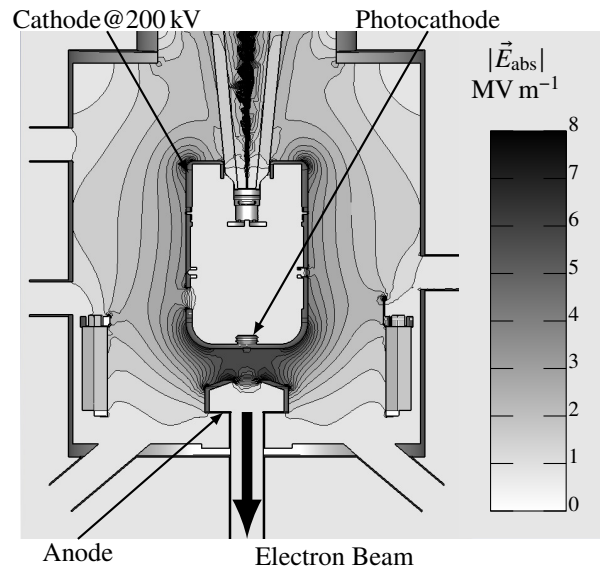 Cathode@200 kV
Photocathode
|E⃗abs|
MV m⁻¹
8
7
6
5
4
3
2
1
0
Anode
Electron Beam